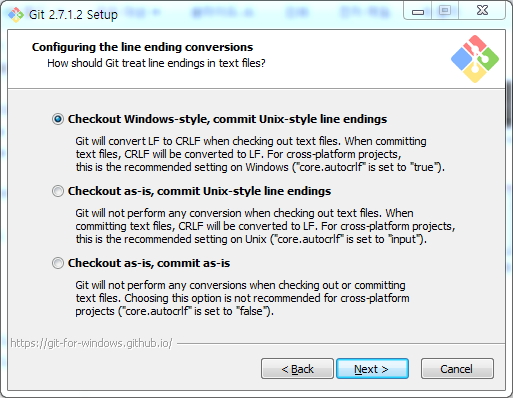 Git 2.7.1.2 Setup
Configuring the line ending conversions
How should Git treat line endings in text files?
Checkout Windows-style, commit Unix-style line endings
Git will convert LF to CRLF when checking out text files. When committing
text files, CRLF will be converted to LF. For cross-platform projects,
this is the recommended setting on Windows ("core.autocrlf" is set to "true").
Checkout as-is, commit Unix-style line endings
Git will not perform any conversion when checking out text files. When
committing text files, CRLF will be converted to LF. For cross-platform projects,
this is the recommended setting on Unix ("core.autocrlf" is set to "input").
Checkout as-is, commit as-is
Git will not perform any conversions when checking out or committing
text files. Choosing this option is not recommended for cross-platform
projects ("core.autocrlf" is set to "false").
https://git-for-windows.github.io/
< Back
Next >
Cancel